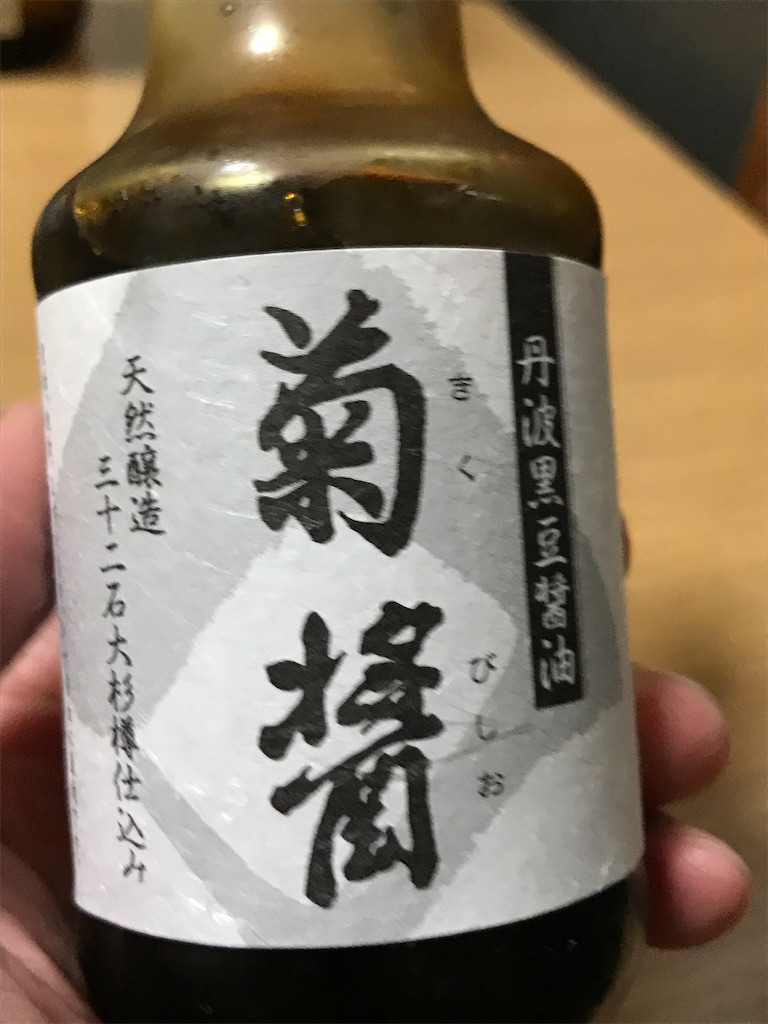 丹波黒豆醤油
きく
びしお
菊醤
天然醸造
三十二石大杉樽仕込み